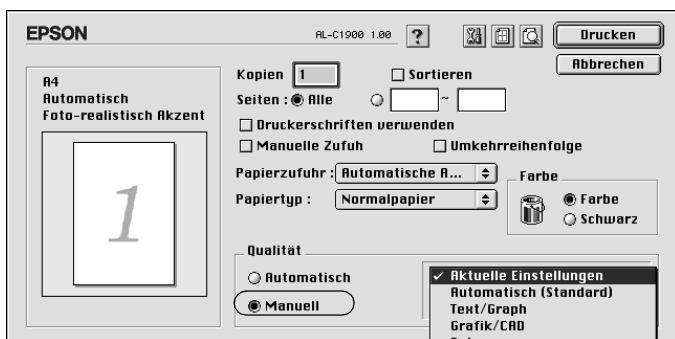 EPSON
AL-C1900 1.00
?
Drucken
Abbrechen
A4
Automatisch
Foto-realistisch Akzent
1
Kopien 1
Sortieren
Seiten : Alle
~
Druckerschriften verwenden
Manuelle Zufuh
Umkehrreihenfolge
Papierzufuhr : Automatische A...
Papiertyp : Normalpapier
Farbe
Farbe
Schwarz
Qualität
Automatisch
Manuell
✓ Aktuelle Einstellungen
Automatisch (Standard)
Text/Graph
Grafik/CAD